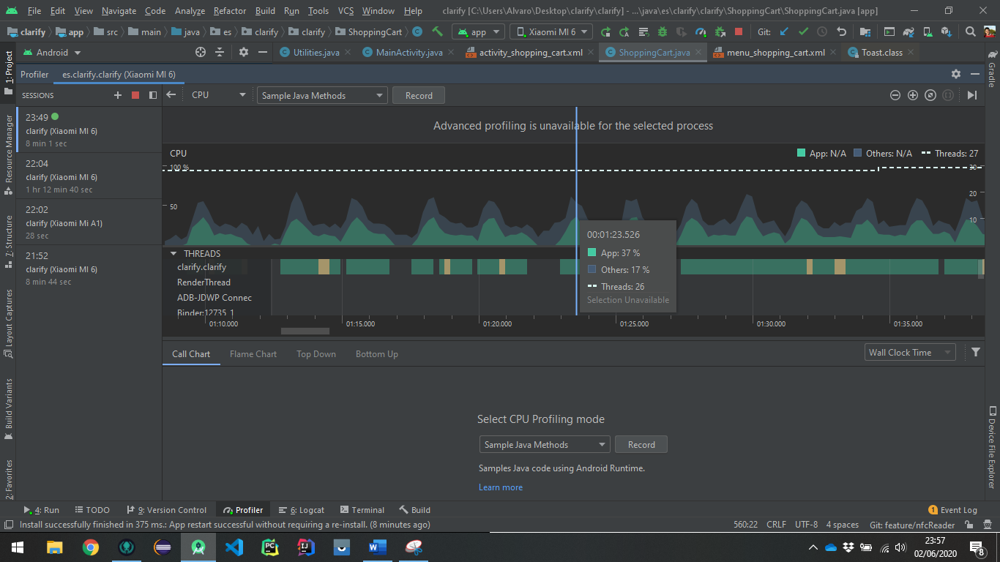 File Edit View Navigate Code Analyze Refactor Build Run Tools VCS Window Help clarify [C:\Users\Alvaro\Desktop\clarify\clarify] - ...\java\es\clarify\clarify\ShoppingCart\ShoppingCart.java [app]
clarify app src main java es clarify clarify ShoppingCart app Xiaomi MI 6 Git:
Android Utilities.java MainActivity.java activity_shopping_cart.xml ShoppingCart.java menu_shopping_cart.xml Toast.class
1: Project
Resource Manager
Z: Structure
Layout Captures
Build Variants
2: Favorites
Gradle
Device File Explorer
Profiler es.clarify.clarify (Xiaomi MI 6)
SESSIONS
CPU Sample Java Methods Record
23:49
clarify (Xiaomi MI 6)
8 min 1 sec
22:04
clarify (Xiaomi MI 6)
1 hr 12 min 40 sec
22:02
clarify (Xiaomi Mi A1)
28 sec
21:52
clarify (Xiaomi MI 6)
8 min 44 sec
Advanced profiling is unavailable for the selected process
CPU App: N/A Others: N/A Threads: 27
100 % 30
20
50
10
00:01:23.526
App: 37 %
Others: 17 %
Threads: 26
Selection Unavailable
THREADS
clarify.clarify
RenderThread
ADB-JDWP Connec
Binder:12735_1
01:10.000 01:15.000 01:20.000 01:25.000 01:30.000 01:35.000
Call Chart Flame Chart Top Down Bottom Up Wall Clock Time
Select CPU Profiling mode
Sample Java Methods Record
Samples Java code using Android Runtime.
Learn more
4: Run TODO 9: Version Control Profiler 6: Logcat Terminal Build 1 Event Log
Install successfully finished in 375 ms.: App restart successful without requiring a re-install. (8 minutes ago) 560:22 CRLF UTF-8 4 spaces Git: feature/nfcReader
23:57
02/06/2020
8